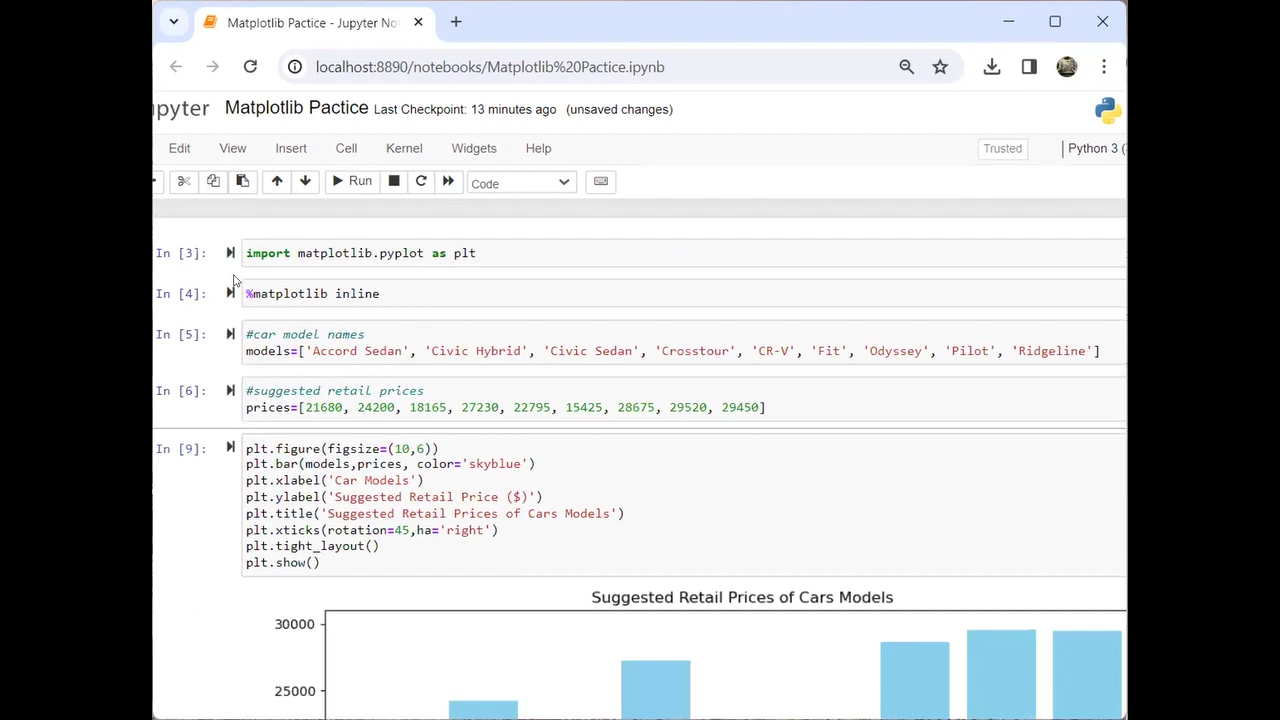 Matplotlib Pactice - Jupyter No
localhost:8890/notebooks/Matplotlib%20Pactice.ipynb
upyter Matplotlib Pactice Last Checkpoint: 13 minutes ago (unsaved changes)
Edit View Insert Cell Kernel Widgets Help Trusted Python 3 (
Run Code
In [3]: import matplotlib.pyplot as plt
In [4]: %matplotlib inline
In [5]: #car model names
models=['Accord Sedan', 'Civic Hybrid', 'Civic Sedan', 'Crosstour', 'CR-V', 'Fit', 'Odyssey', 'Pilot', 'Ridgeline']
In [6]: #suggested retail prices
prices=[21680, 24200, 18165, 27230, 22795, 15425, 28675, 29520, 29450]
In [9]: plt.figure(figsize=(10,6))
plt.bar(models,prices, color='skyblue')
plt.xlabel('Car Models')
plt.ylabel('Suggested Retail Price ($)')
plt.title('Suggested Retail Prices of Cars Models')
plt.xticks(rotation=45,ha='right')
plt.tight_layout()
plt.show()
Suggested Retail Prices of Cars Models
30000
25000